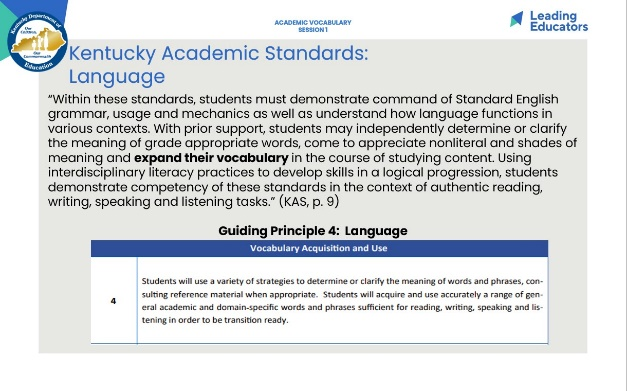 ACADEMIC VOCABULARY
SESSION 1
Leading
Educators
Kentucky Department of
Our Children,
Our Commonwealth
Education
Kentucky Academic Standards:
Language
“Within these standards, students must demonstrate command of Standard English
grammar, usage and mechanics as well as understand how language functions in
various contexts. With prior support, students may independently determine or clarify
the meaning of grade appropriate words, come to appreciate nonliteral and shades of
meaning and expand their vocabulary in the course of studying content. Using
interdisciplinary literacy practices to develop skills in a logical progression, students
demonstrate competency of these standards in the context of authentic reading,
writing, speaking and listening tasks.” (KAS, p. 9)
Guiding Principle 4: Language
Vocabulary Acquisition and Use
4
Students will use a variety of strategies to determine or clarify the meaning of words and phrases, con-
sulting reference material when appropriate. Students will acquire and use accurately a range of gen-
eral academic and domain-specific words and phrases sufficient for reading, writing, speaking and lis-
tening in order to be transition ready.